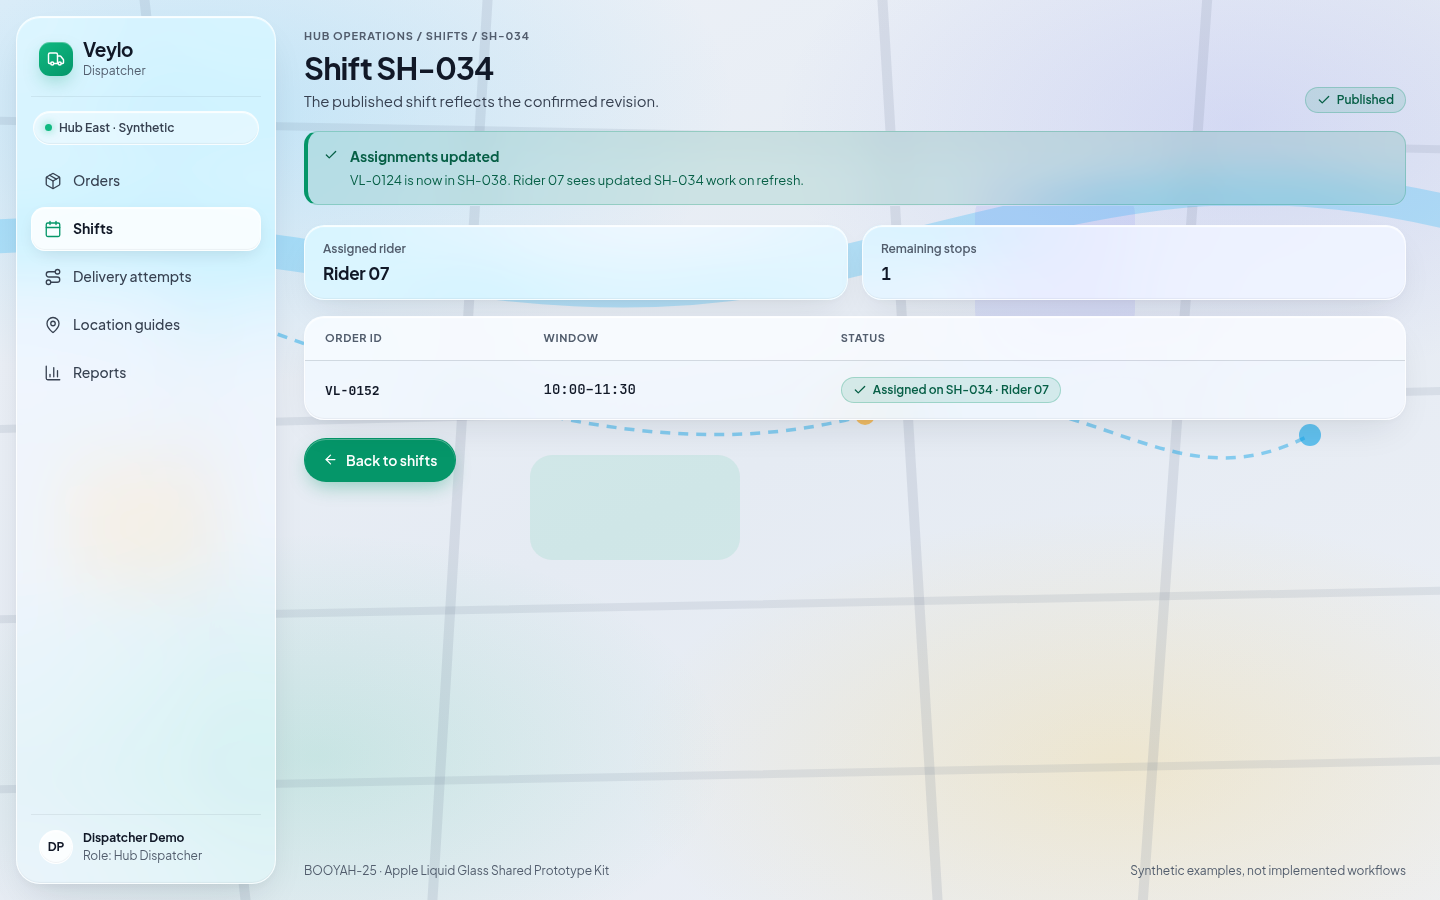 Veylo
Dispatcher
Hub East · Synthetic
Orders
Shifts
Delivery attempts
Location guides
Reports
DP
Dispatcher Demo
Role: Hub Dispatcher
HUB OPERATIONS / SHIFTS / SH-034
Shift SH-034
The published shift reflects the confirmed revision.
Published
Assignments updated
VL-0124 is now in SH-038. Rider 07 sees updated SH-034 work on refresh.
Assigned rider
Rider 07
Remaining stops
1
ORDER ID WINDOW STATUS
VL-0152 10:00–11:30 Assigned on SH-034 · Rider 07
Back to shifts
BOOYAH-25 · Apple Liquid Glass Shared Prototype Kit
Synthetic examples, not implemented workflows